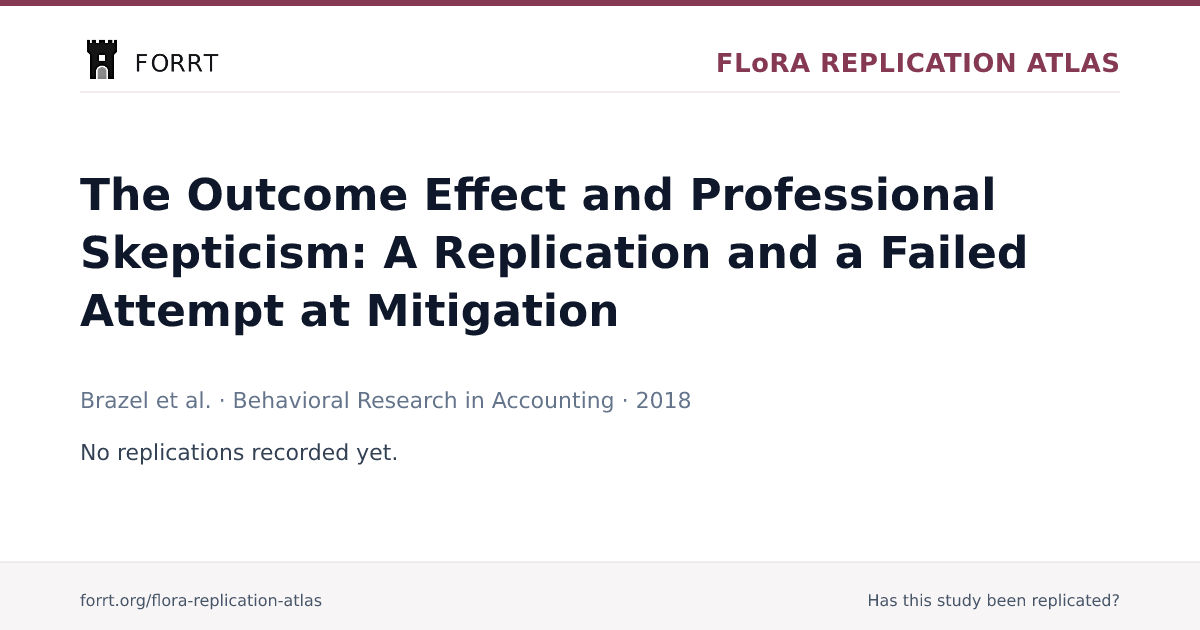 FORRT
FLoRA REPLICATION ATLAS
The Outcome Effect and Professional
Skepticism: A Replication and a Failed
Attempt at Mitigation
Brazel et al. · Behavioral Research in Accounting · 2018
No replications recorded yet.
forrt.org/flora-replication-atlas
Has this study been replicated?